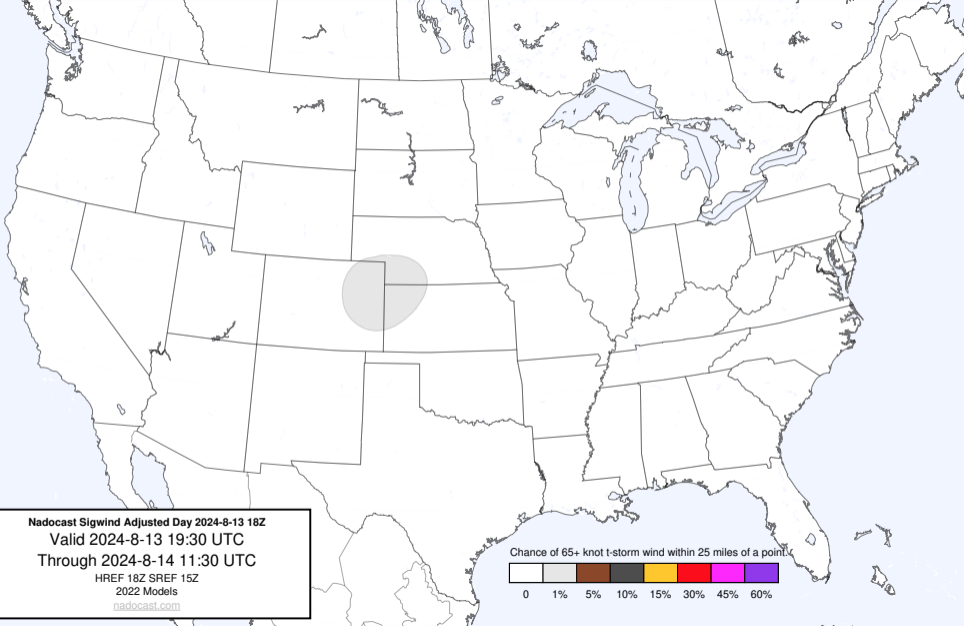 Nadocast Sigwind Adjusted Day 2024-8-13 18Z
Valid 2024-8-13 19:30 UTC
Through 2024-8-14 11:30 UTC
HREF 18Z SREF 15Z
2022 Models
nadocast.com
Chance of 65+ knot t-storm wind within 25 miles of a point.
0 1% 5% 10% 15% 30% 45% 60%